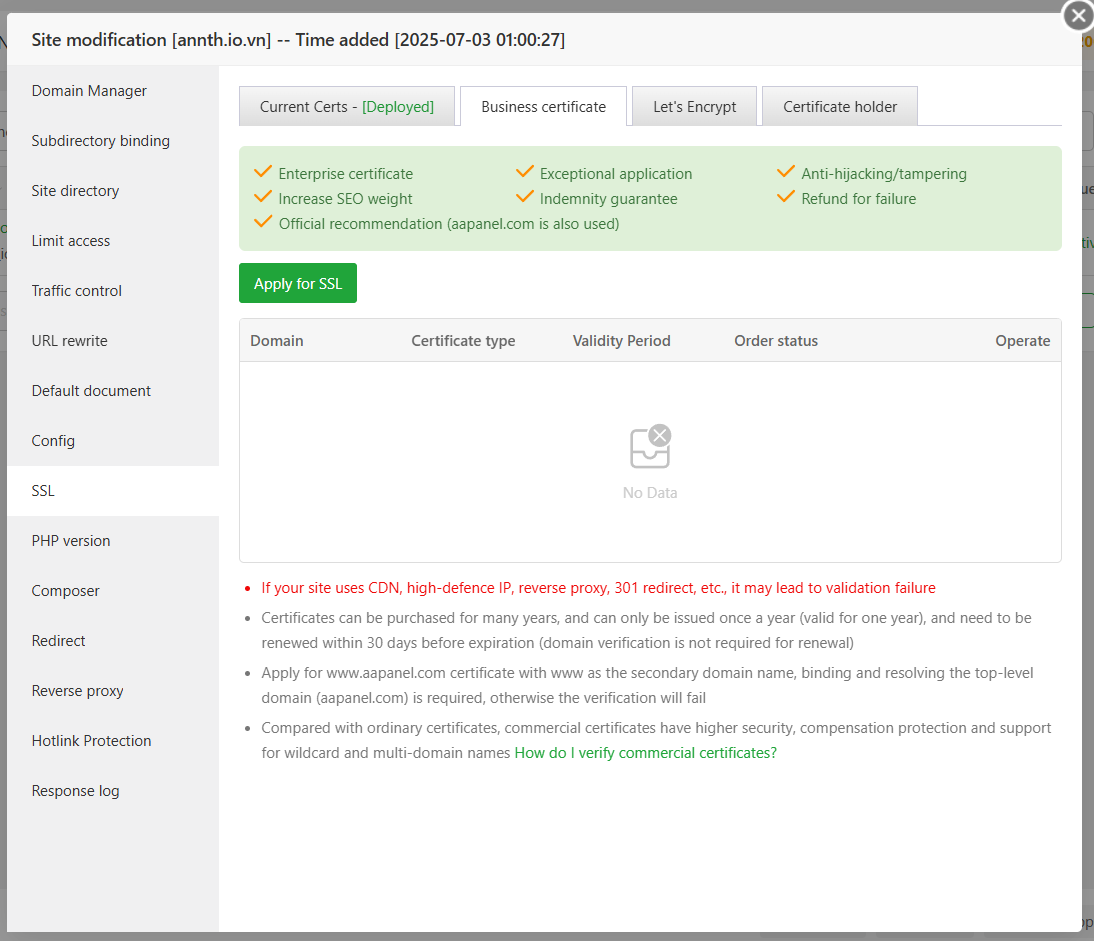 Site modification [annth.io.vn] -- Time added [2025-07-03 01:00:27]
Domain Manager
Subdirectory binding
Site directory
Limit access
Traffic control
URL rewrite
Default document
Config
SSL
PHP version
Composer
Redirect
Reverse proxy
Hotlink Protection
Response log
Current Certs - [Deployed]
Business certificate
Let's Encrypt
Certificate holder
Enterprise certificate
Exceptional application
Anti-hijacking/tampering
Increase SEO weight
Indemnity guarantee
Refund for failure
Official recommendation (aapanel.com is also used)
Apply for SSL
Domain Certificate type Validity Period Order status Operate
No Data
If your site uses CDN, high-defence IP, reverse proxy, 301 redirect, etc., it may lead to validation failure
Certificates can be purchased for many years, and can only be issued once a year (valid for one year), and need to be
renewed within 30 days before expiration (domain verification is not required for renewal)
Apply for www.aapanel.com certificate with www as the secondary domain name, binding and resolving the top-level
domain (aapanel.com) is required, otherwise the verification will fail
Compared with ordinary certificates, commercial certificates have higher security, compensation protection and support
for wildcard and multi-domain names How do I verify commercial certificates?